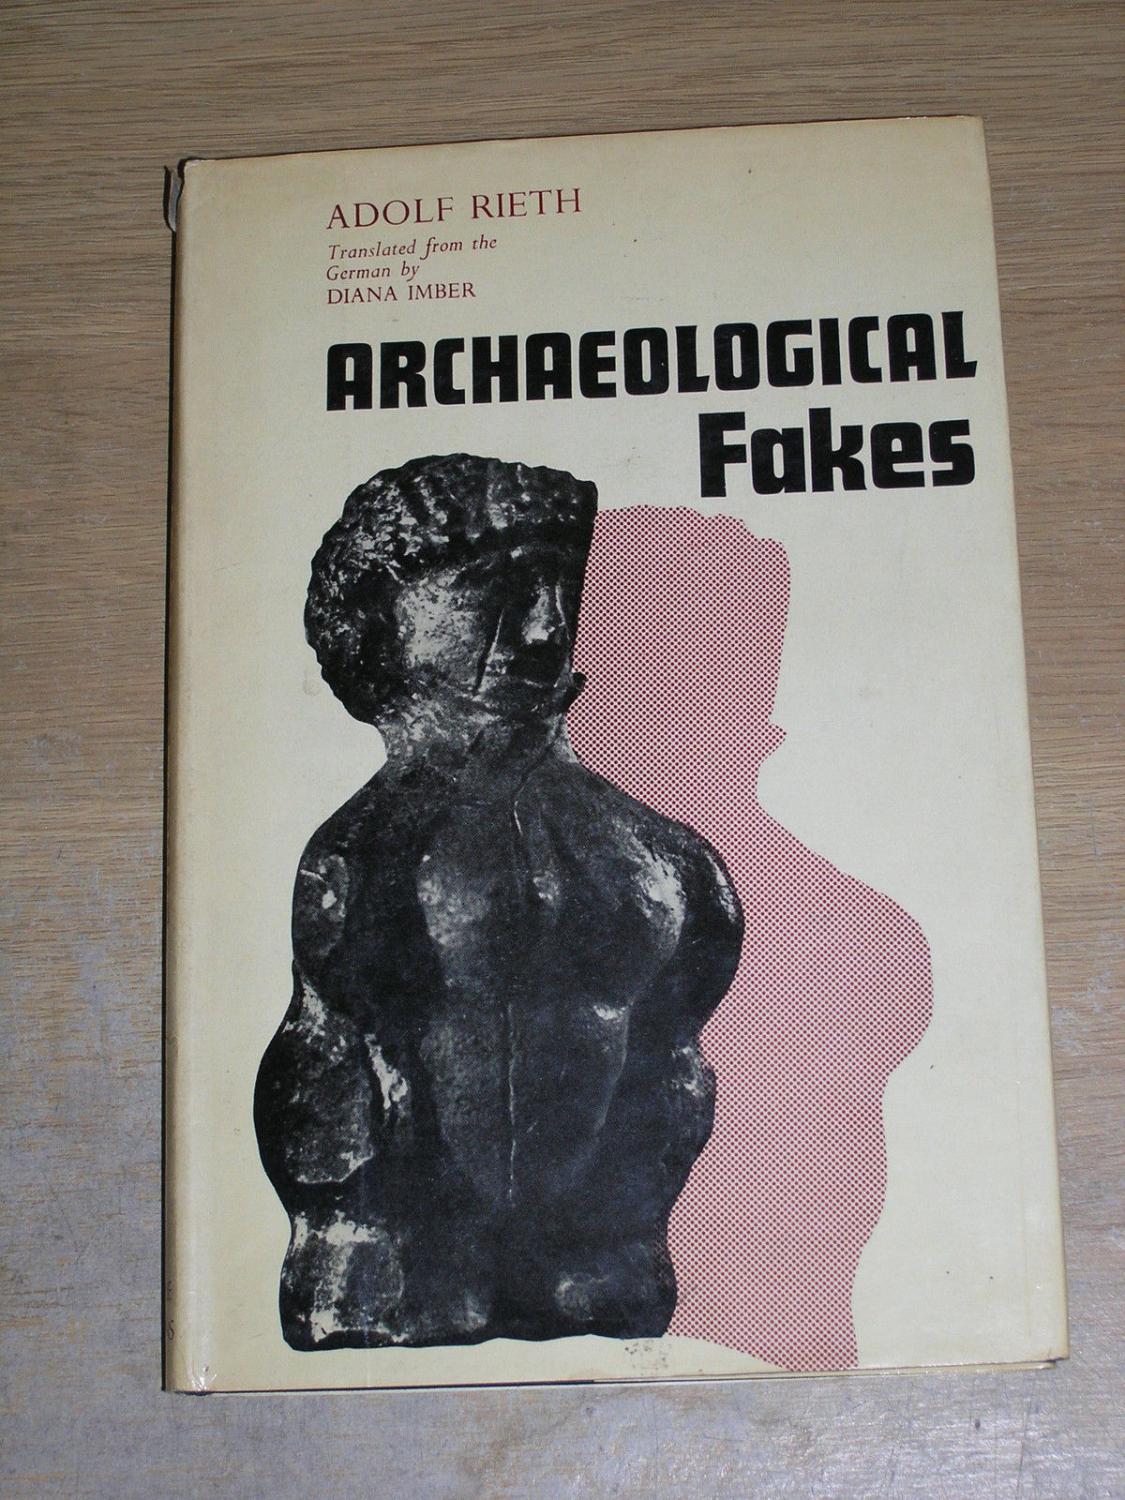 ADOLF RIETH
Translated from the
German by
DIANA IMBER
ARCHAEOLOGICAL
Fakes